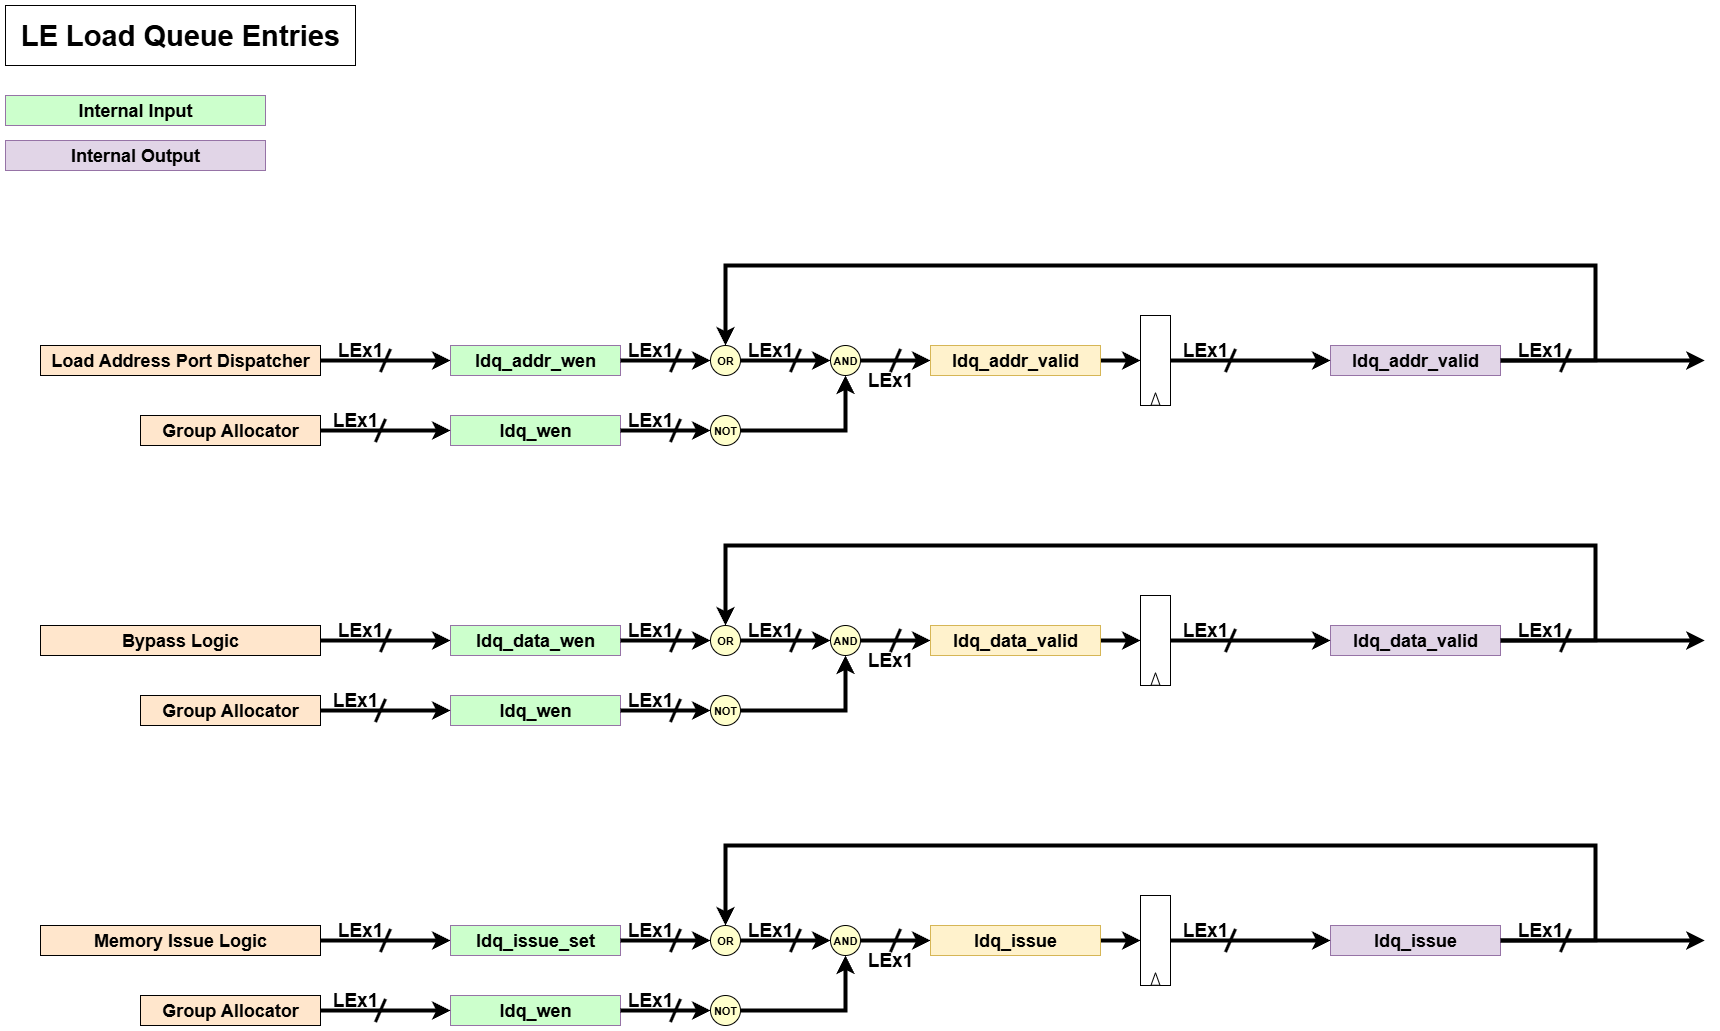 LE Load Queue Entries
Internal Input
Internal Output
Load Address Port Dispatcher LEx1 ldq_addr_wen LEx1 OR LEx1 AND LEx1 ldq_addr_valid LEx1 ldq_addr_valid LEx1
Group Allocator LEx1 ldq_wen LEx1 NOT
Bypass Logic LEx1 ldq_data_wen LEx1 OR LEx1 AND LEx1 ldq_data_valid LEx1 ldq_data_valid LEx1
Group Allocator LEx1 ldq_wen LEx1 NOT
Memory Issue Logic LEx1 ldq_issue_set LEx1 OR LEx1 AND LEx1 ldq_issue LEx1 ldq_issue LEx1
Group Allocator LEx1 ldq_wen LEx1 NOT